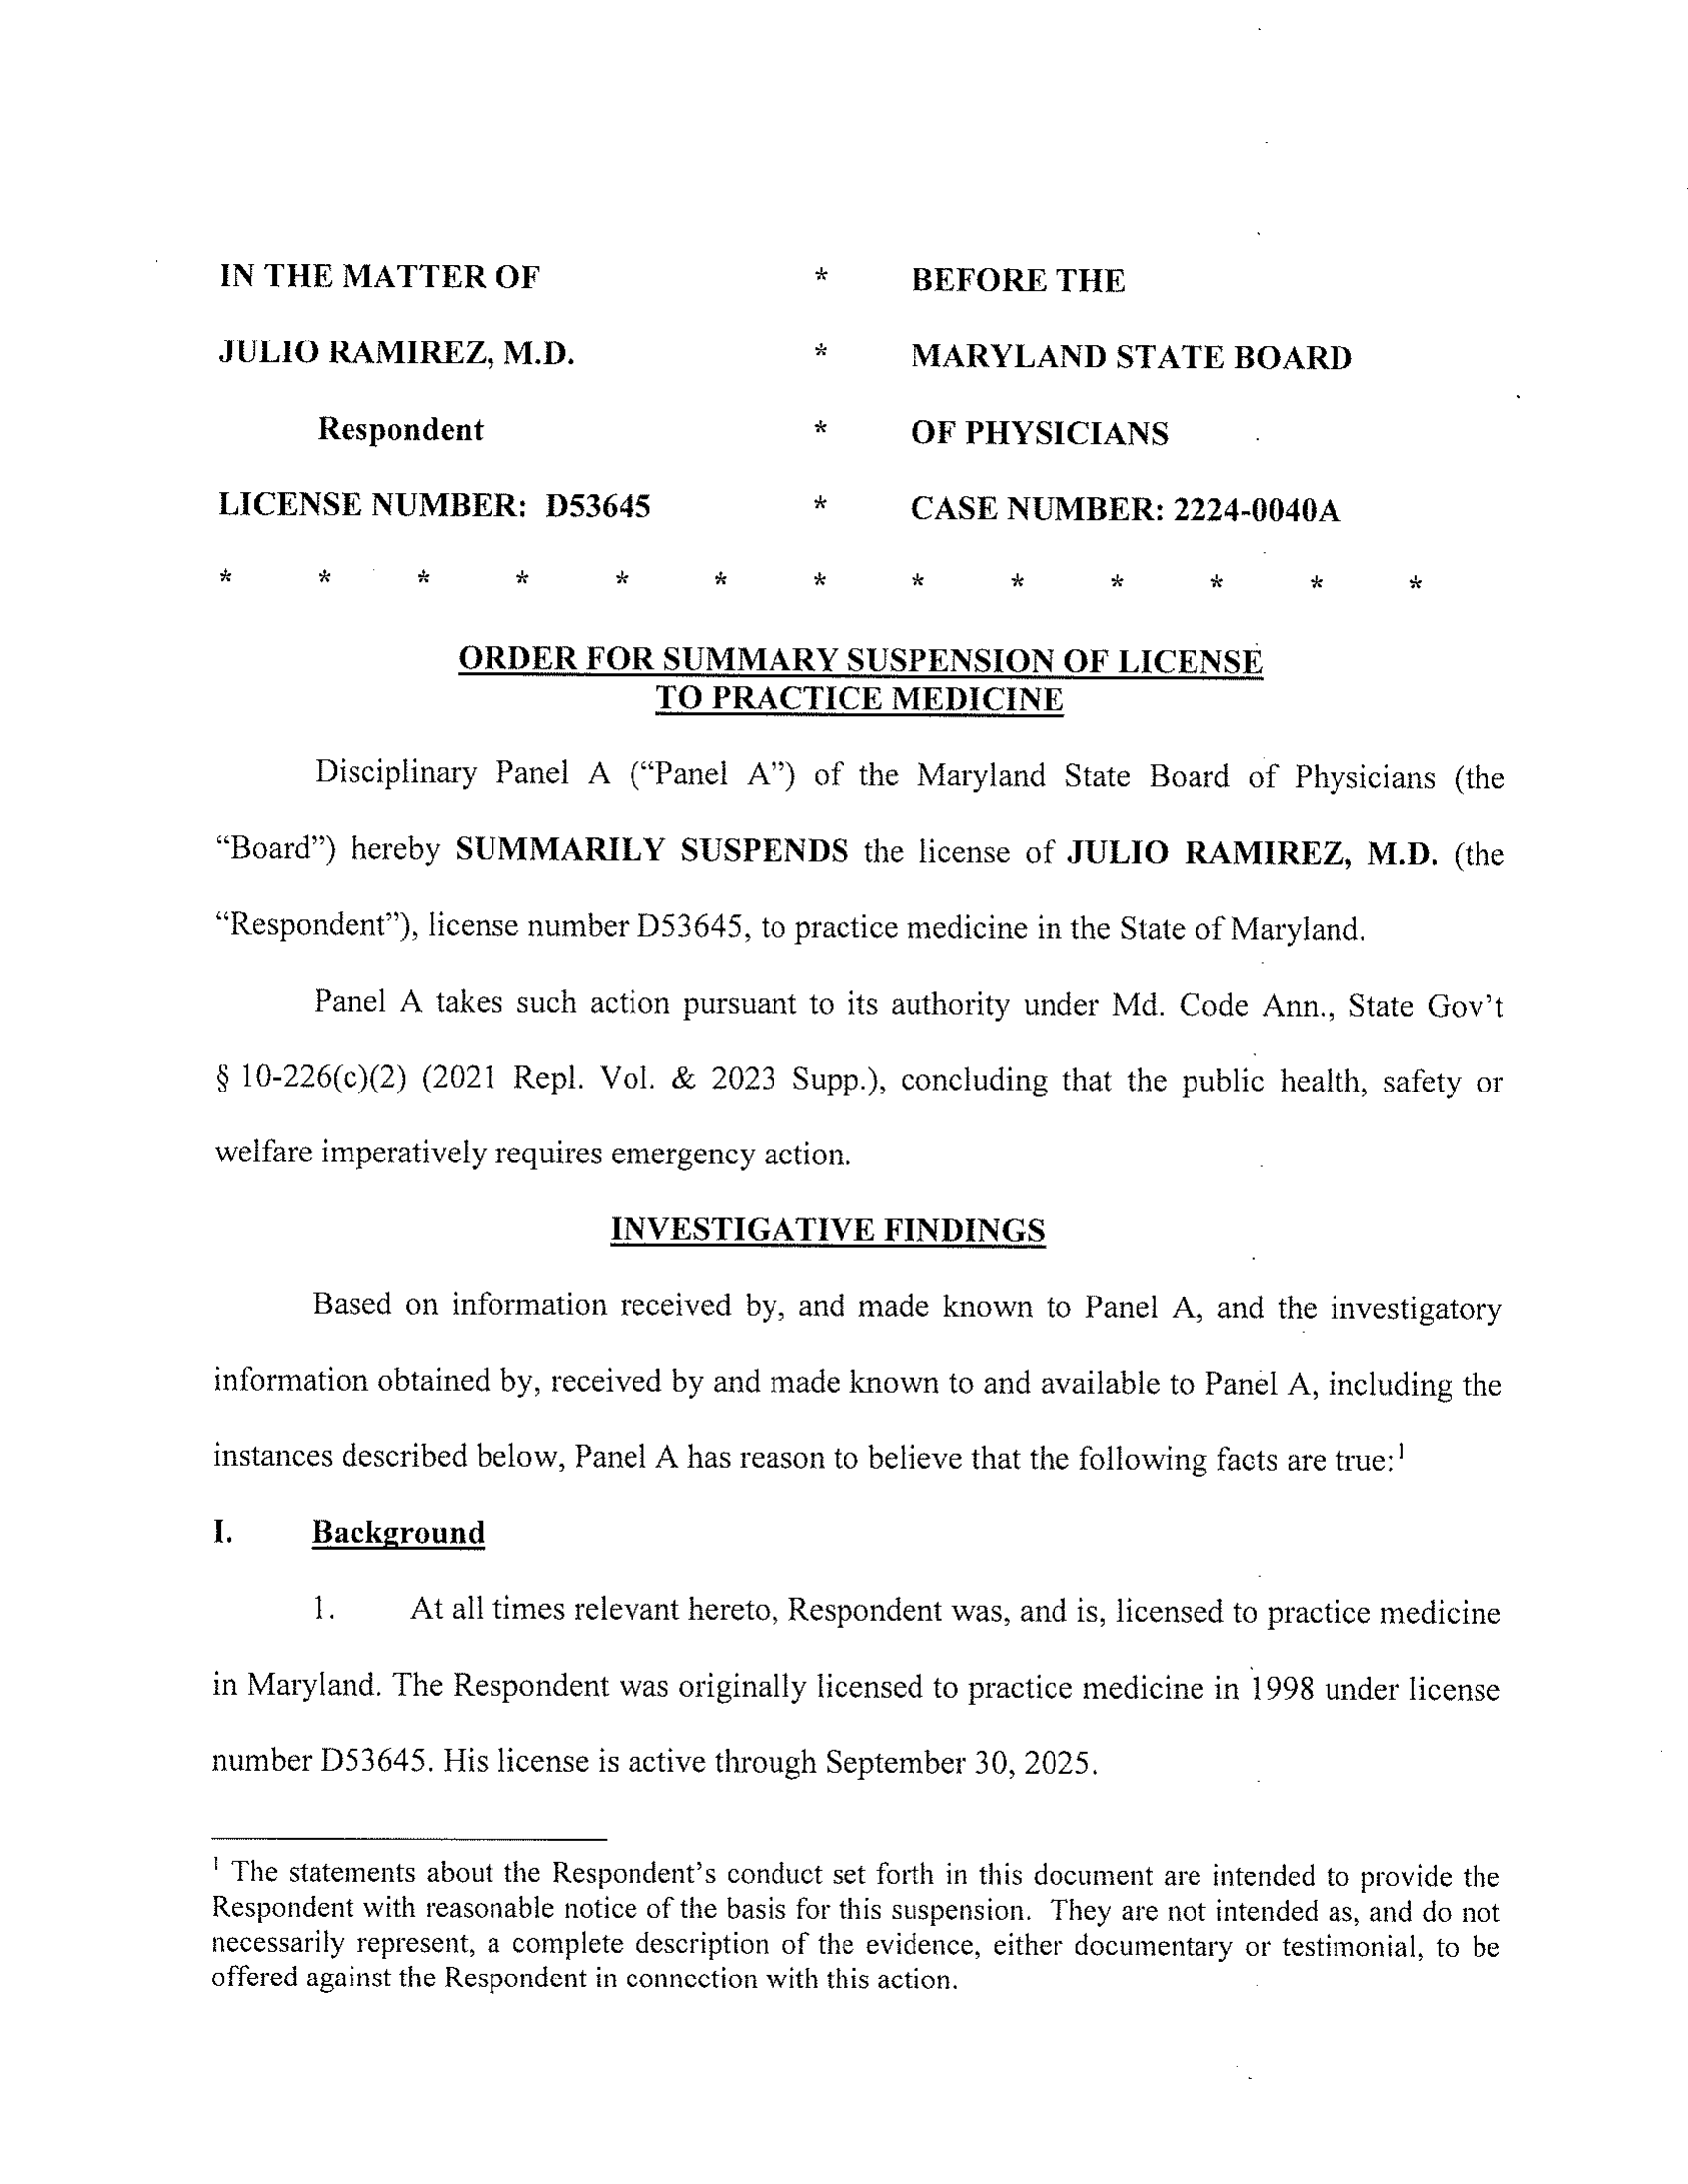 IN THE MATTER OF * BEFORE THE
JULIO RAMIREZ, M.D. * MARYLAND STATE BOARD
Respondent * OF PHYSICIANS
LICENSE NUMBER: D53645 * CASE NUMBER: 2224-0040A
* * * * * * * * * * * * *
ORDER FOR SUMMARY SUSPENSION OF LICENSE
TO PRACTICE MEDICINE
Disciplinary Panel A (“Panel A”) of the Maryland State Board of Physicians (the
“Board”) hereby SUMMARILY SUSPENDS the license of JULIO RAMIREZ, M.D. (the
“Respondent”), license number D53645, to practice medicine in the State of Maryland.
Panel A takes such action pursuant to its authority under Md. Code Ann., State Gov’t
§ 10-226(c)(2) (2021 Repl. Vol. & 2023 Supp.), concluding that the public health, safety or
welfare imperatively requires emergency action.
INVESTIGATIVE FINDINGS
Based on information received by, and made known to Panel A, and the investigatory
information obtained by, received by and made known to and available to Panel A, including the
instances described below, Panel A has reason to believe that the following facts are true:¹
I. Background
1. At all times relevant hereto, Respondent was, and is, licensed to practice medicine
in Maryland. The Respondent was originally licensed to practice medicine in 1998 under license
number D53645. His license is active through September 30, 2025.
¹ The statements about the Respondent’s conduct set forth in this document are intended to provide the
Respondent with reasonable notice of the basis for this suspension. They are not intended as, and do not
necessarily represent, a complete description of the evidence, either documentary or testimonial, to be
offered against the Respondent in connection with this action.